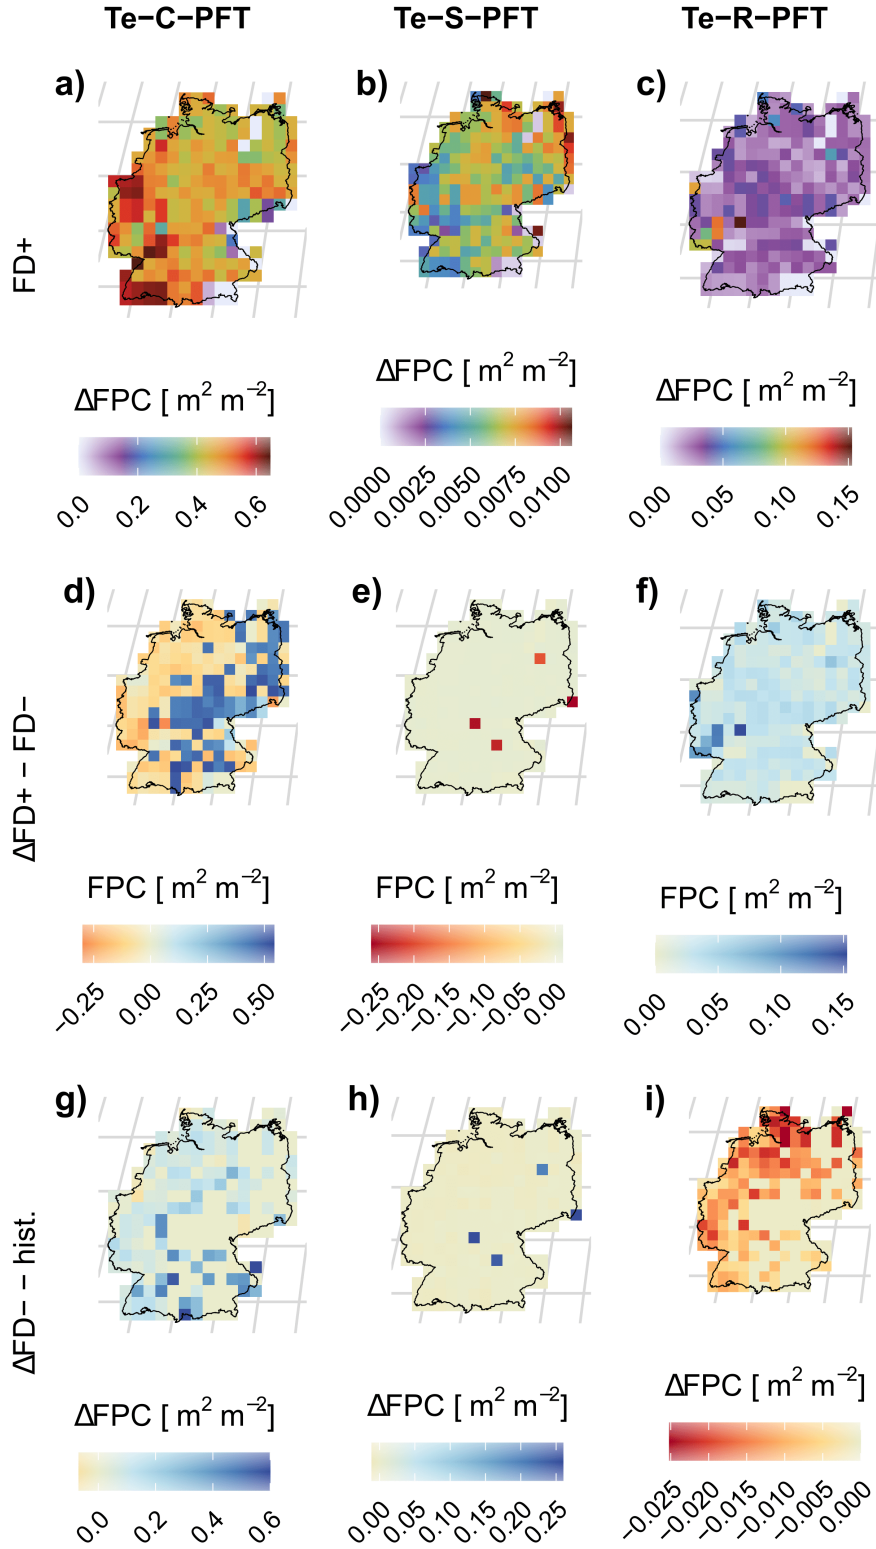 Te−C−PFT Te−S−PFT Te−R−PFT
a) b) c)
FD+
ΔFPC [ m² m⁻²] ΔFPC [ m² m⁻²] ΔFPC [ m² m⁻²]
0.0 0.2 0.4 0.6 0.0000 0.0025 0.0050 0.0075 0.0100 0.00 0.05 0.10 0.15
d) e) f)
ΔFD+ − FD−
FPC [ m² m⁻²] FPC [ m² m⁻²] FPC [ m² m⁻²]
−0.25 0.00 0.25 0.50 −0.25 −0.20 −0.15 −0.10 −0.05 0.00 0.00 0.05 0.10 0.15
g) h) i)
ΔFD− − hist.
ΔFPC [ m² m⁻²] ΔFPC [ m² m⁻²] ΔFPC [ m² m⁻²]
0.0 0.2 0.4 0.6 0.00 0.05 0.10 0.15 0.20 0.25 −0.025 −0.020 −0.015 −0.010 −0.005 0.000